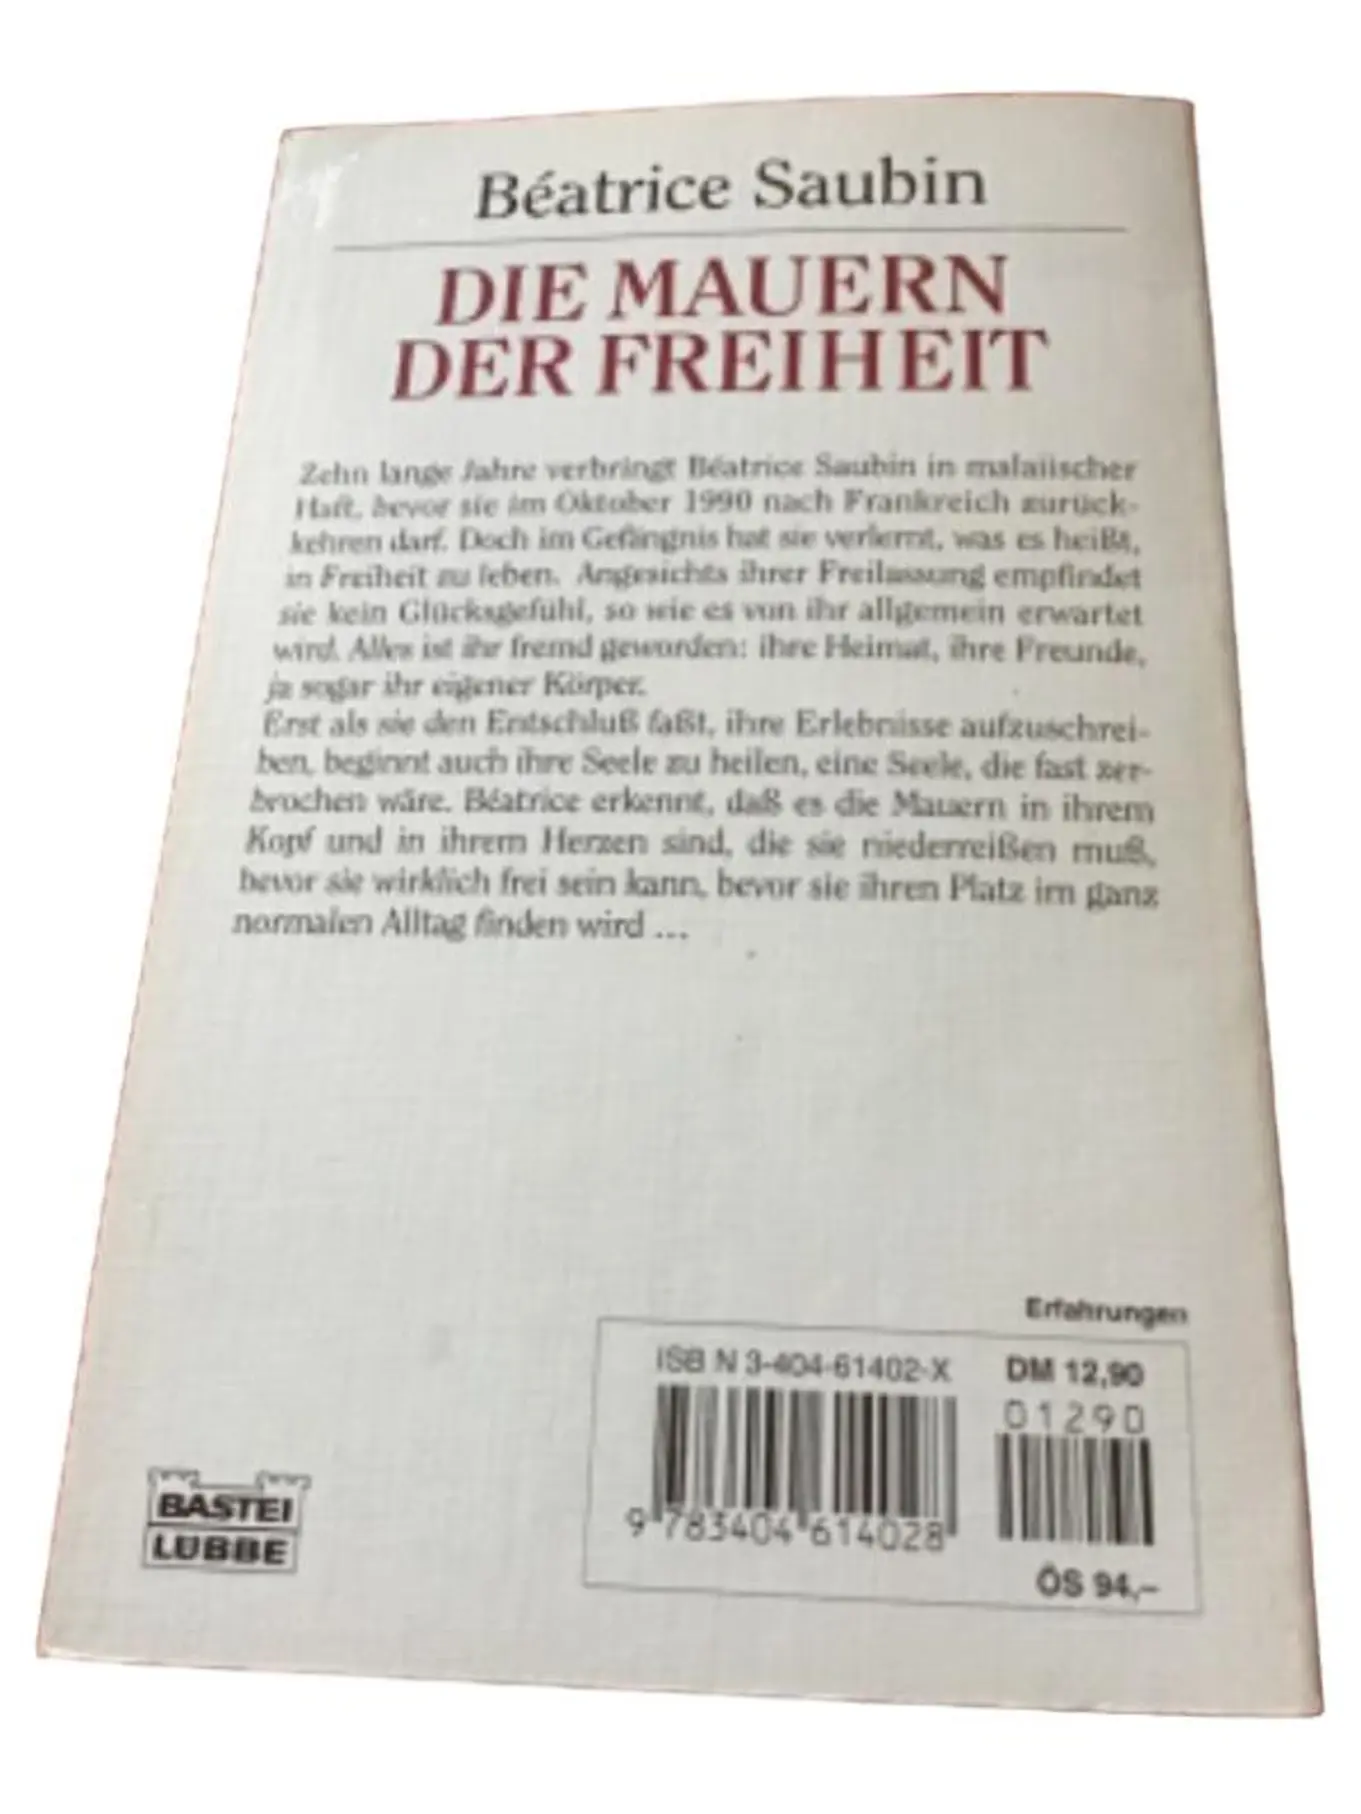 Béatrice Saubin
DIE MAUERN
DER FREIHEIT
Zehn lange Jahre verbringt Béatrice Saubin in malaiischer
Haft, bevor sie im Oktober 1990 nach Frankreich zurück-
kehren darf. Doch im Gefängnis hat sie verlernt, was es heißt,
in Freiheit zu leben. Angesichts ihrer Freilassung empfindet
sie kein Glücksgefühl, so wie es von ihr allgemein erwartet
wird. Alles ist ihr fremd geworden: ihre Heimat, ihre Freunde,
ja sogar ihr eigener Körper.
Erst als sie den Entschluß faßt, ihre Erlebnisse aufzuschrei-
ben, beginnt auch ihre Seele zu heilen, eine Seele, die fast zer-
brochen wäre. Béatrice erkennt, daß es die Mauern in ihrem
Kopf und in ihrem Herzen sind, die sie niederreißen muß,
bevor sie wirklich frei sein kann, bevor sie ihren Platz im ganz
normalen Alltag finden wird ...
Erfahrungen
ISBN 3-404-61402-X
DM 12,90
01290
9 783404 614028
ÖS 94,–
BASTEI
LÜBBE